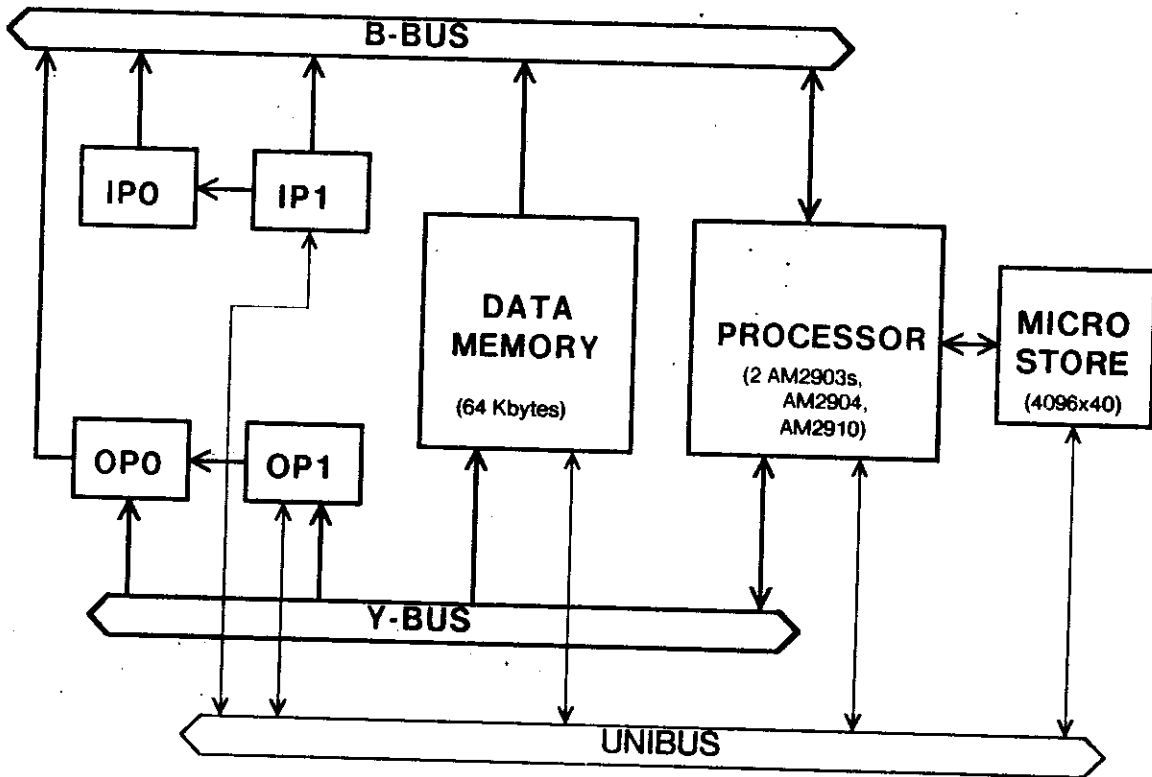 B-BUS
IP0
IP1
DATA
MEMORY
(64 Kbytes)
PROCESSOR
(2 AM2903s,
AM2904,
AM2910)
MICRO
STORE
(4096x40)
OP0
OP1
Y-BUS
UNIBUS